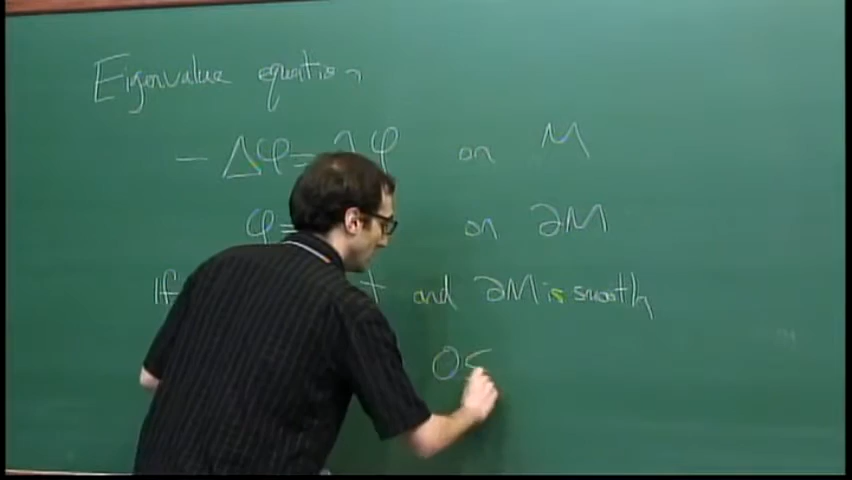 Eigenvalue equation
- Δφ = λφ on M
φ = on ∂M
If and ∂M is smooth
0 ≤